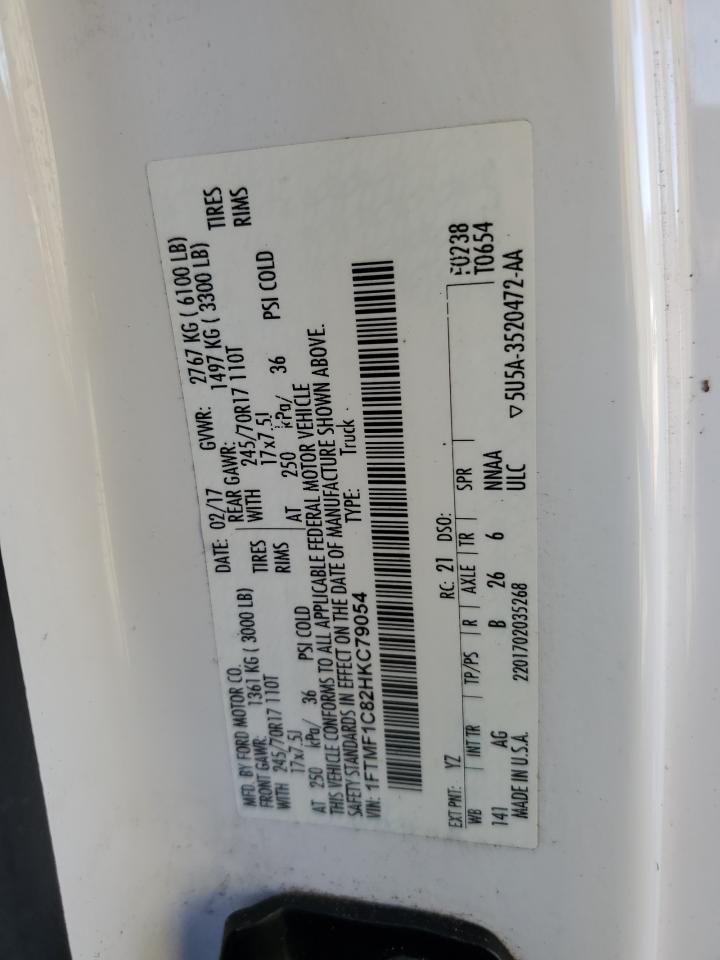 MFD. BY FORD MOTOR CO.
DATE: 02/17 GVWR: 2767 KG ( 6100 LB)
FRONT GAWR: 1361 KG ( 3000 LB)
REAR GAWR: 1497 KG ( 3300 LB)
WITH 245/70R17 110T TIRES
WITH 245/70R17 110T TIRES
17x7.5J RIMS
17x7.5J RIMS
AT 250 kPa/ 36 PSI COLD
AT 250 kPa/ 36 PSI COLD
THIS VEHICLE CONFORMS TO ALL APPLICABLE FEDERAL MOTOR VEHICLE
SAFETY STANDARDS IN EFFECT ON THE DATE OF MANUFACTURE SHOWN ABOVE.
VIN: 1FTMF1C82HKC79054 TYPE: Truck
F0238
T0654
EXT PNT: YZ RC: 21 DSO:
WB INT TR TP/PS R AXLE TR SPR
141 AG B 26 6 NNAA
MADE IN U.S.A. 2201702035268 ULC
▽5U5A-3520472-AA